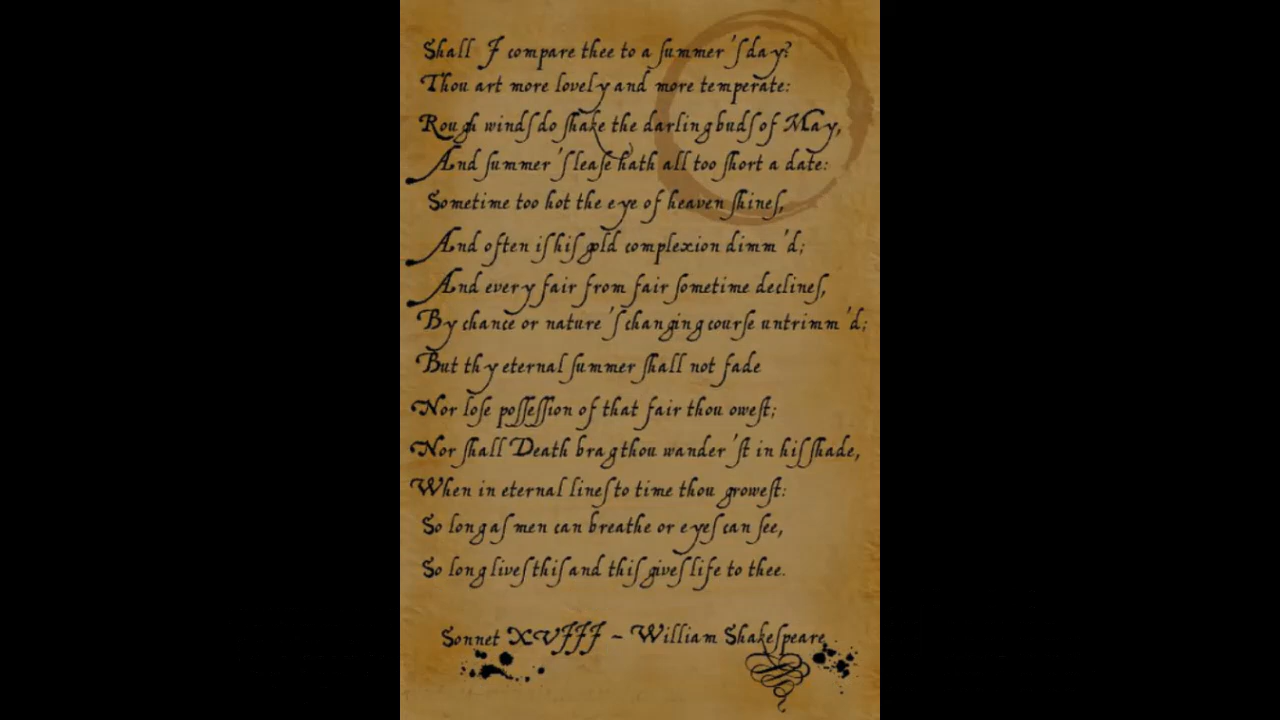 Shall I compare thee to a summer's day?
Thou art more lovely and more temperate:
Rough winds do shake the darling buds of May,
And summer's lease hath all too short a date:
Sometime too hot the eye of heaven shines,
And often is his gold complexion dimm'd;
And every fair from fair sometime declines,
By chance or nature's changing course untrimm'd;
But thy eternal summer shall not fade
Nor lose possession of that fair thou owest;
Nor shall Death brag thou wander'st in his shade,
When in eternal lines to time thou growest:
So long as men can breathe or eyes can see,
So long lives this and this gives life to thee.
Sonnet XVIII – William Shakespeare